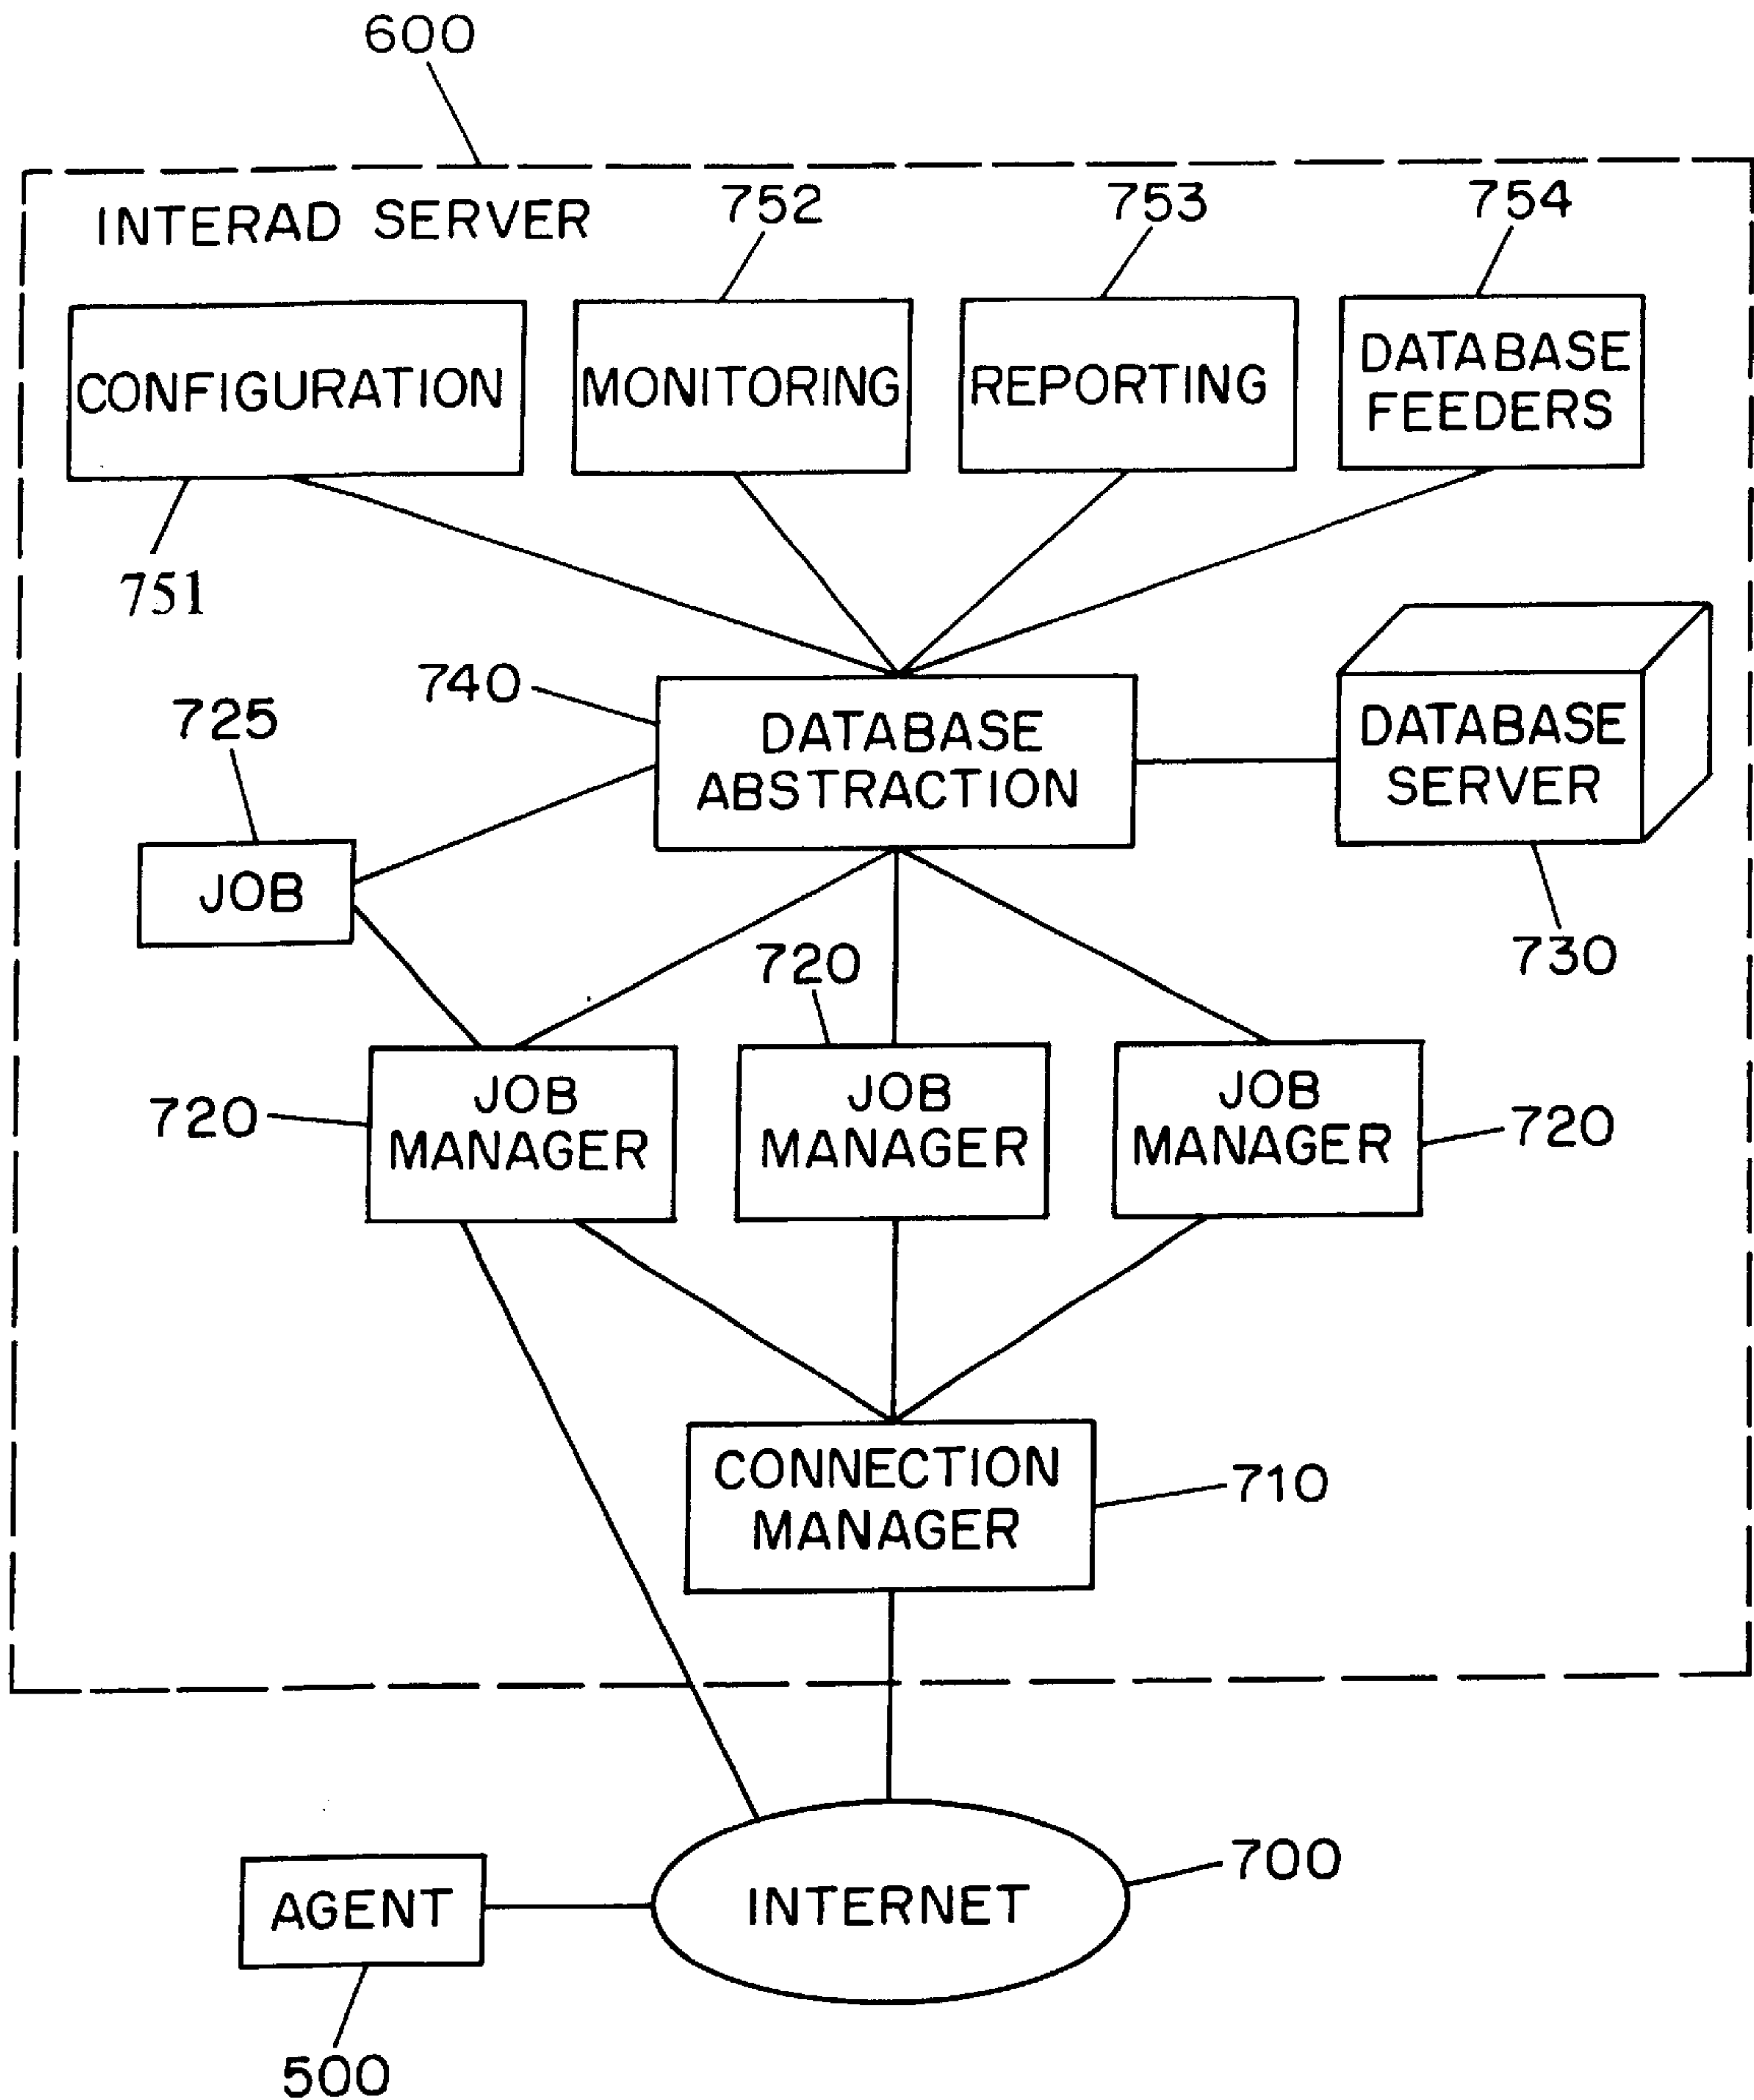 600
INTERAD SERVER
752
753
754
CONFIGURATION
MONITORING
REPORTING
DATABASE
FEEDERS
751
740
725
DATABASE
ABSTRACTION
DATABASE
SERVER
JOB
730
720
720
JOB
MANAGER
JOB
MANAGER
JOB
MANAGER
720
CONNECTION
MANAGER
710
700
AGENT
INTERNET
500